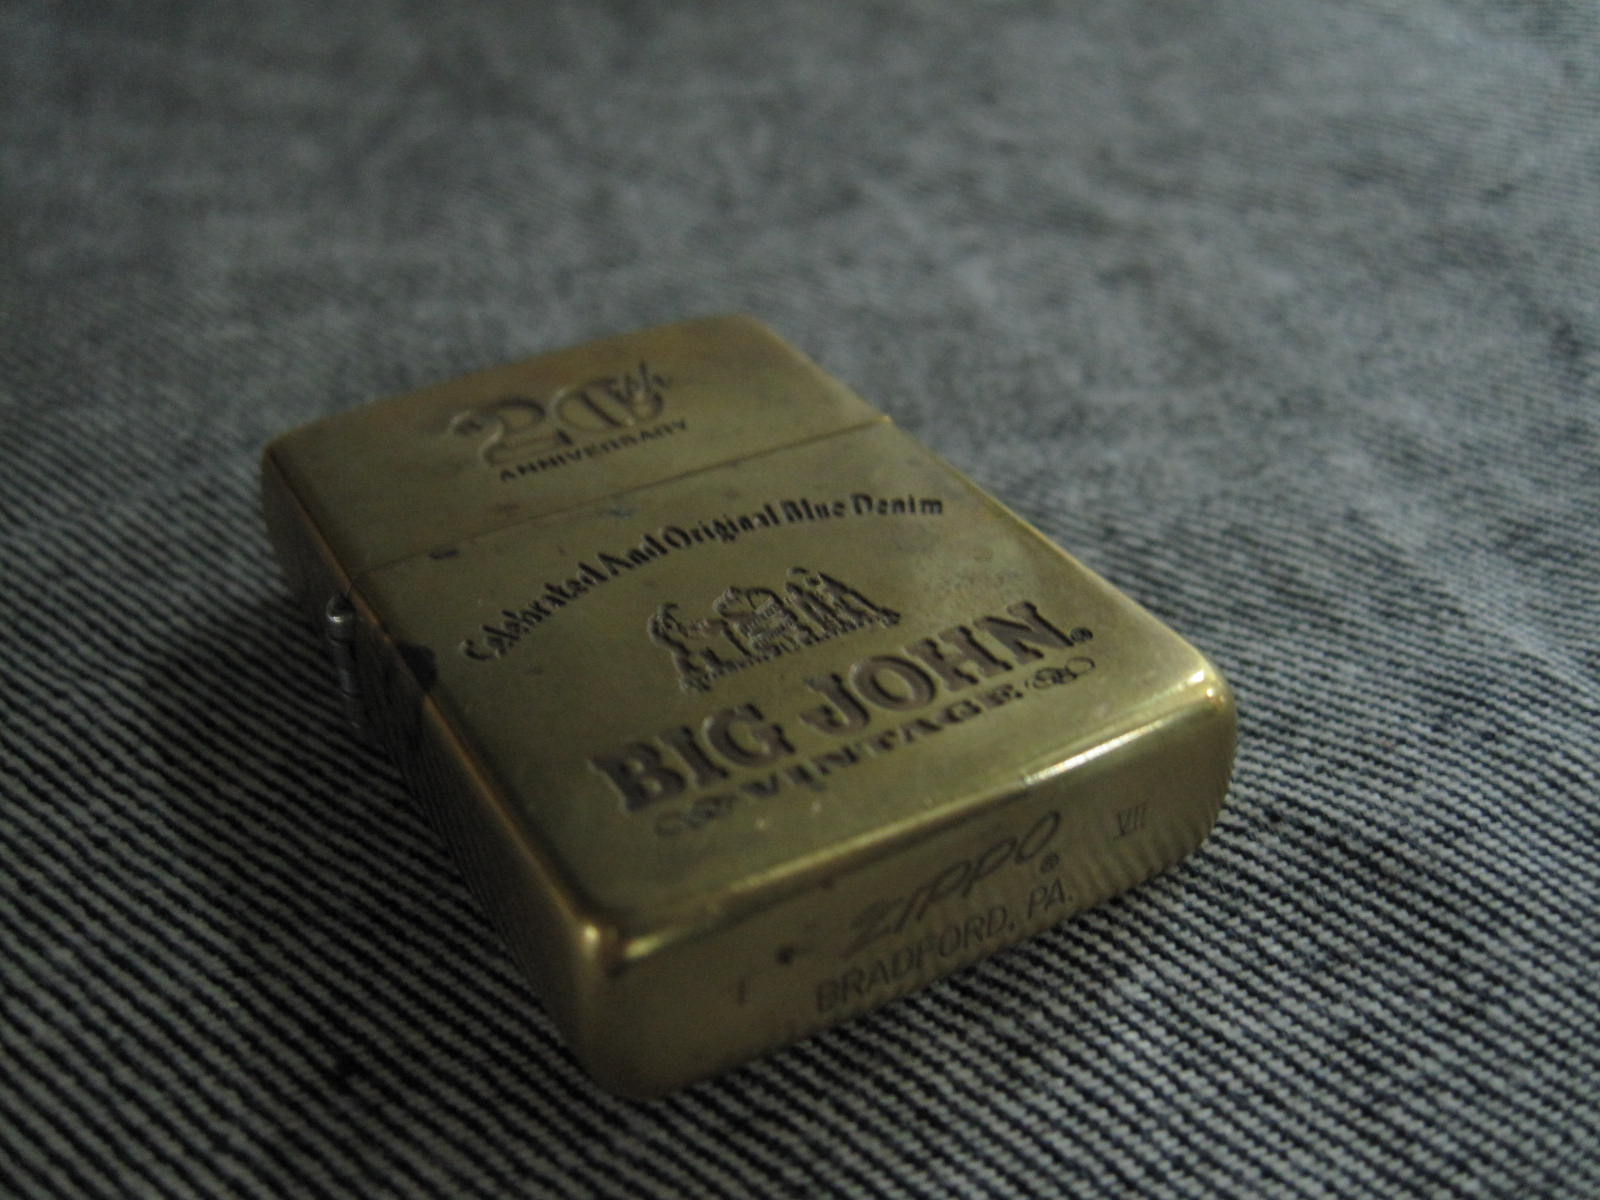 20th
ANNIVERSARY
Celebrated And Original Blue Denim
BIG JOHN®
VINTAGE
ZIPPO®
VII
BRADFORD, PA.